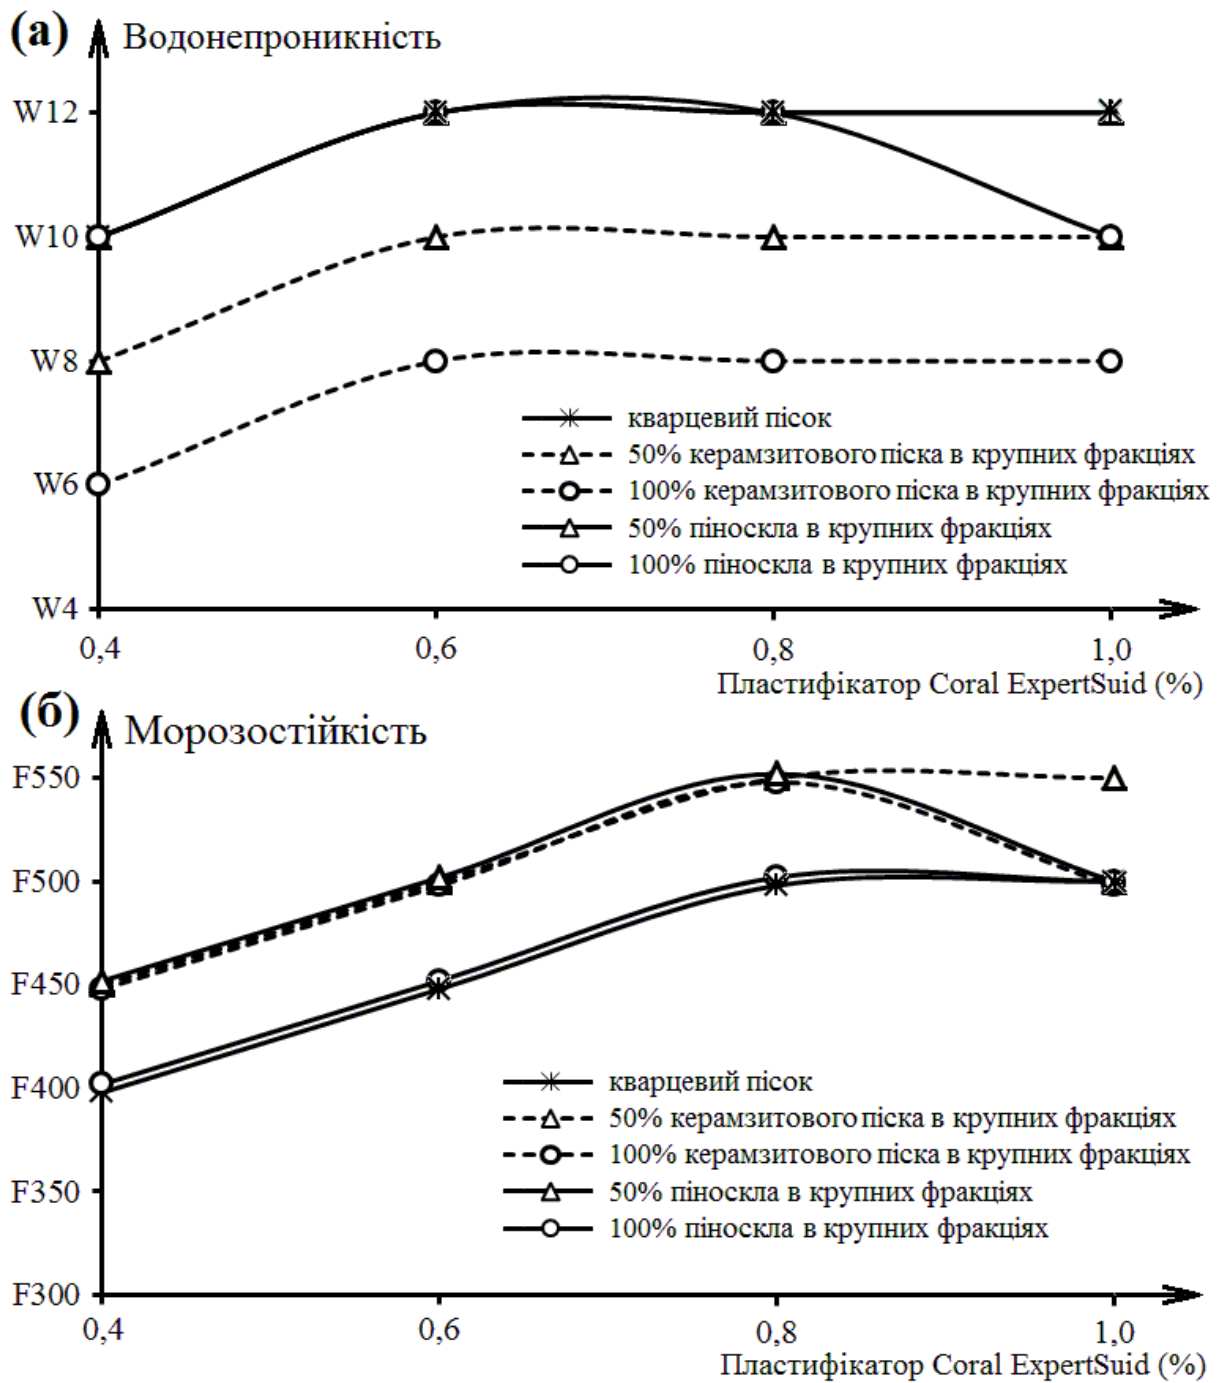 (а) Водонепроникність
W12
W10
W8
W6
W4
кварцевий пісок
50% керамзитового піска в крупних фракціях
100% керамзитового піска в крупних фракціях
50% піноскла в крупних фракціях
100% піноскла в крупних фракціях
0,4 0,6 0,8 1,0
Пластифікатор Coral ExpertSuid (%)
(б) Морозостійкість
F550
F500
F450
F400
F350
F300
кварцевий пісок
50% керамзитового піска в крупних фракціях
100% керамзитового піска в крупних фракціях
50% піноскла в крупних фракціях
100% піноскла в крупних фракціях
0,4 0,6 0,8 1,0
Пластифікатор Coral ExpertSuid (%)